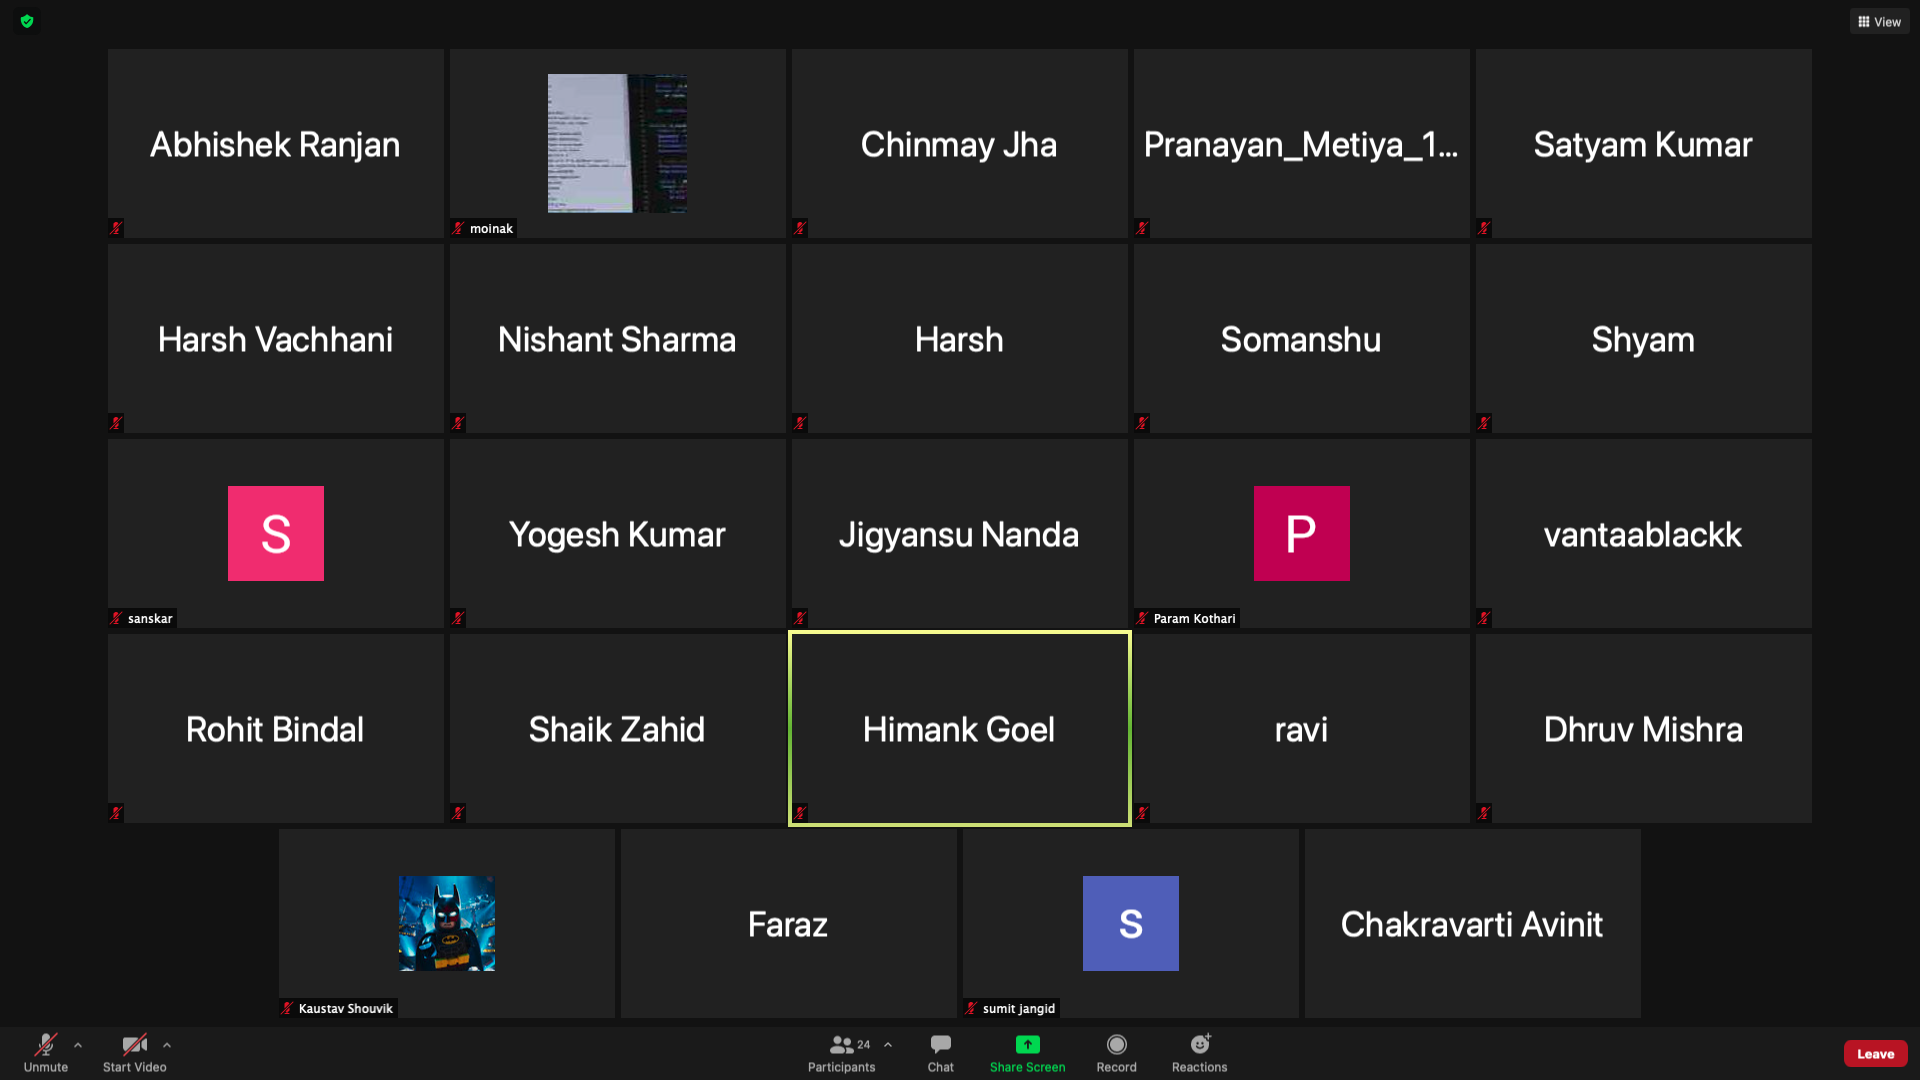 View
Abhishek Ranjan
moinak
Chinmay Jha
Pranayan_Metiya_1...
Satyam Kumar
Harsh Vachhani
Nishant Sharma
Harsh
Somanshu
Shyam
S
sanskar
Yogesh Kumar
Jigyansu Nanda
P
Param Kothari
vantaablackk
Rohit Bindal
Shaik Zahid
Himank Goel
ravi
Dhruv Mishra
Kaustav Shouvik
Faraz
S
sumit jangid
Chakravarti Avinit
Unmute
Start Video
24
Participants
Chat
Share Screen
Record
Reactions
Leave